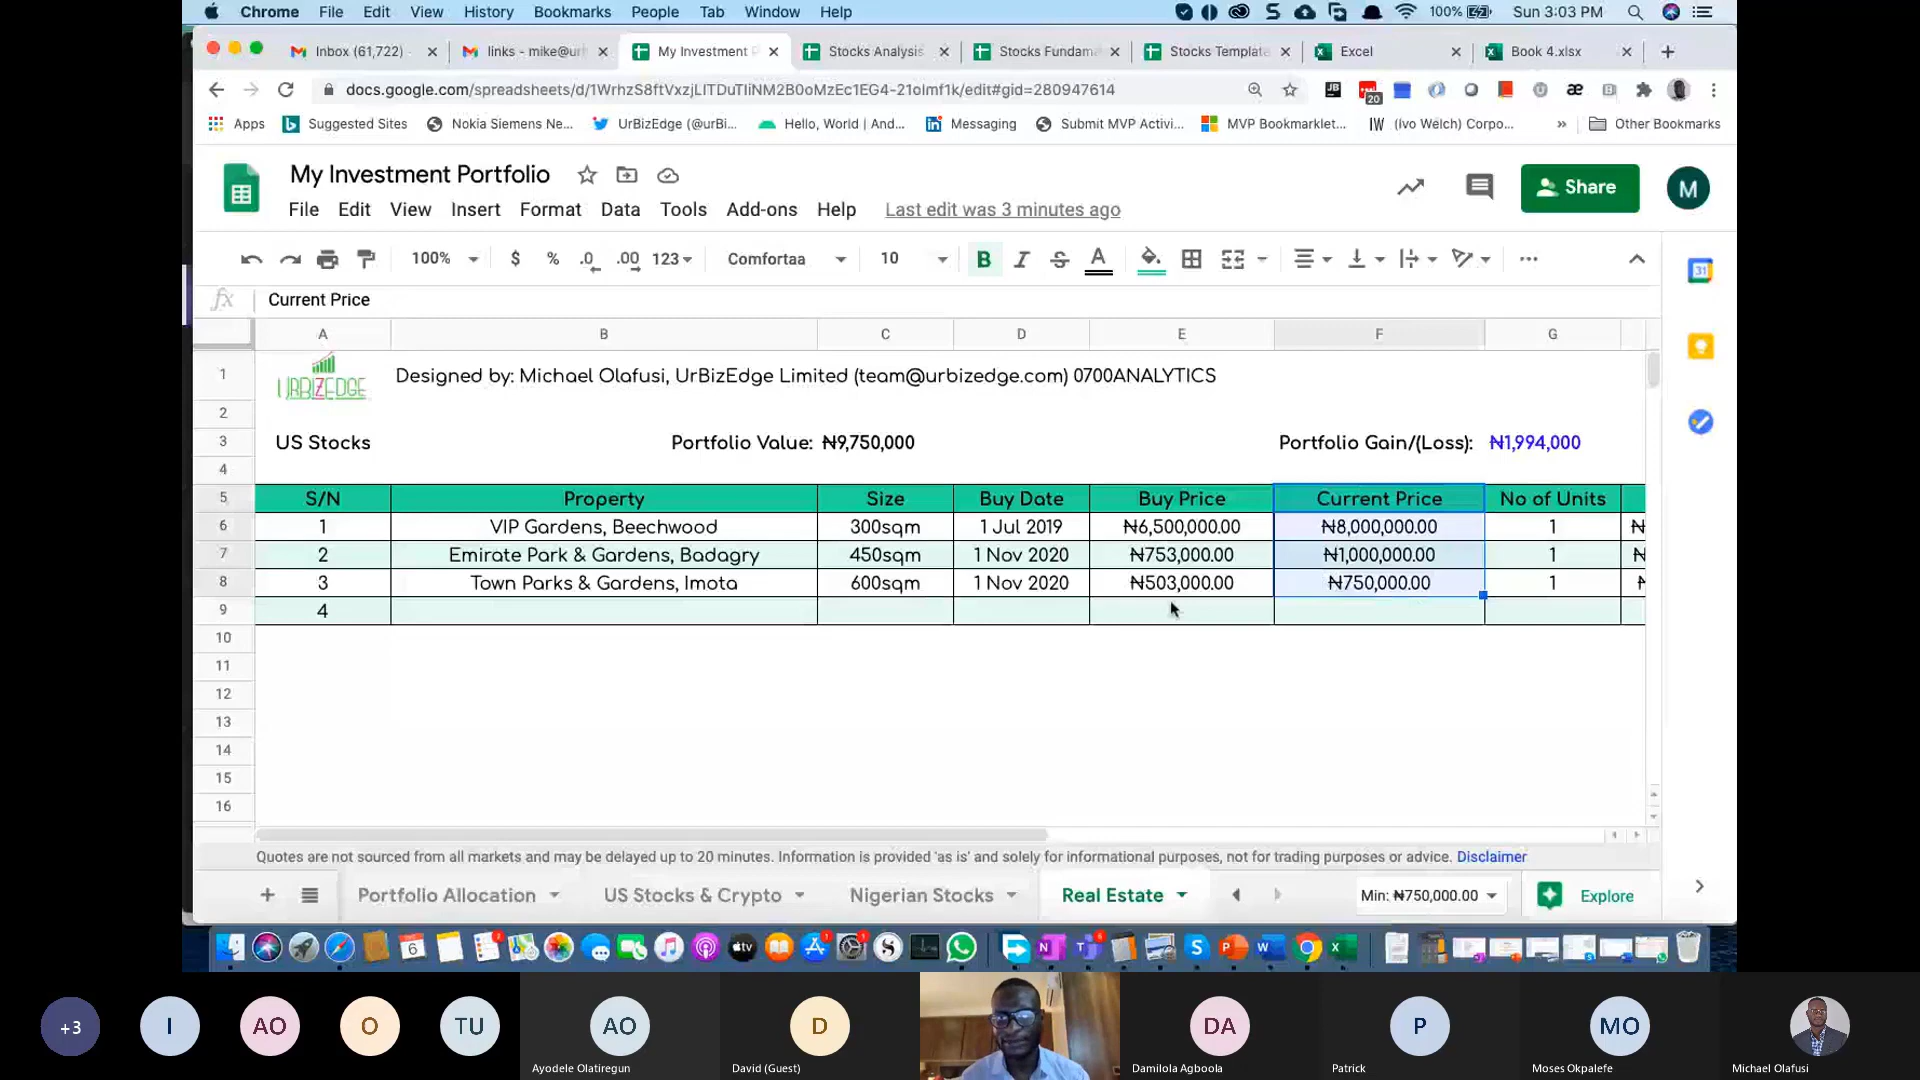 Chrome File Edit View History Bookmarks People Tab Window Help 100% Sun 3:03 PM
Inbox (61,722) links - mike@ur My Investment P Stocks Analysis Stocks Fundam Stocks Template Excel Book 4.xlsx
docs.google.com/spreadsheets/d/1WrhzS8ftVxzjLlTDuTIiNM2B0oMzEc1EG4-21oImf1k/edit#gid=280947614 20
Apps Suggested Sites Nokia Siemens Ne... UrBizEdge (@urBi... Hello, World | And... Messaging Submit MVP Activi... MVP Bookmarklet... (Ivo Welch) Corpo... » Other Bookmarks
My Investment Portfolio
Share M
File Edit View Insert Format Data Tools Add-ons Help Last edit was 3 minutes ago
100% $ % .0 .00 123 Comfortaa 10 B I S A
fx Current Price
A B C D E F G
1 URBIZEDGE Designed by: Michael Olafusi, UrBizEdge Limited (team@urbizedge.com) 0700ANALYTICS
2
3 US Stocks Portfolio Value: ₦9,750,000 Portfolio Gain/(Loss): ₦1,994,000
4
5 S/N Property Size Buy Date Buy Price Current Price No of Units
6 1 VIP Gardens, Beechwood 300sqm 1 Jul 2019 ₦6,500,000.00 ₦8,000,000.00 1
7 2 Emirate Park & Gardens, Badagry 450sqm 1 Nov 2020 ₦753,000.00 ₦1,000,000.00 1
8 3 Town Parks & Gardens, Imota 600sqm 1 Nov 2020 ₦503,000.00 ₦750,000.00 1
9 4
10
11
12
13
14
15
16
Quotes are not sourced from all markets and may be delayed up to 20 minutes. Information is provided 'as is' and solely for informational purposes, not for trading purposes or advice. Disclaimer
Portfolio Allocation US Stocks & Crypto Nigerian Stocks Real Estate Min: ₦750,000.00 Explore
+3 I AO O TU AO D DA P MO
Ayodele Olatiregun David (Guest) Damilola Agboola Patrick Moses Okpalefe Michael Olafusi